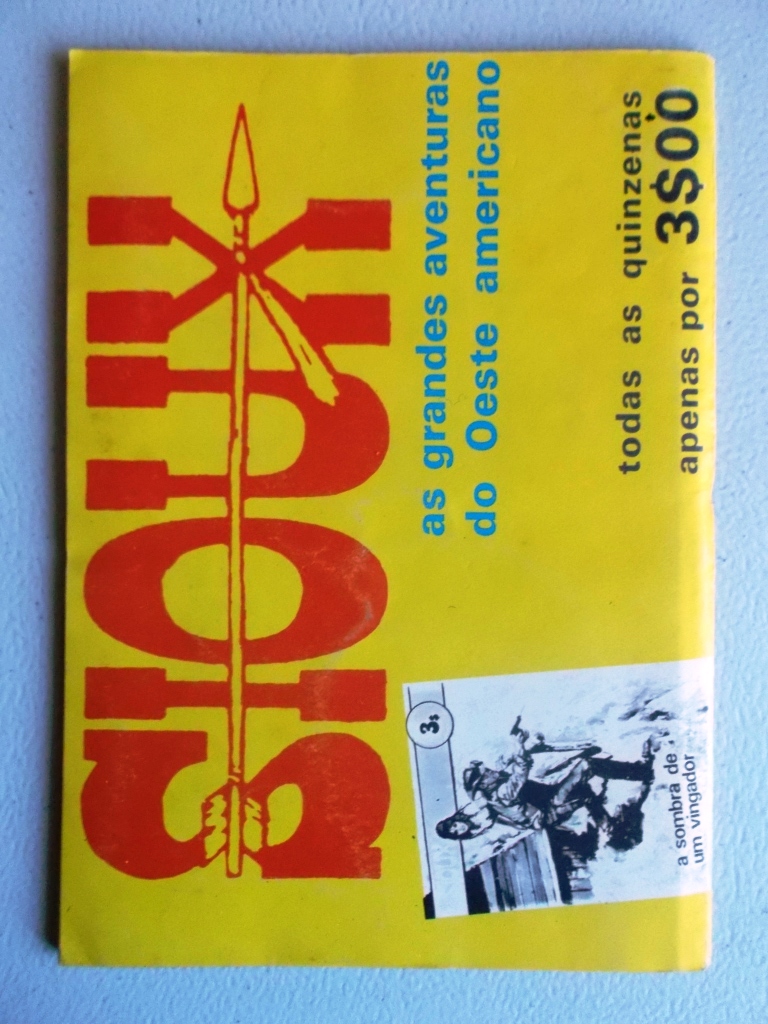 SIOUX
as grandes aventuras
do Oeste americano
3$
a sombra de
um vingador
todas as quinzenas
apenas por 3$00